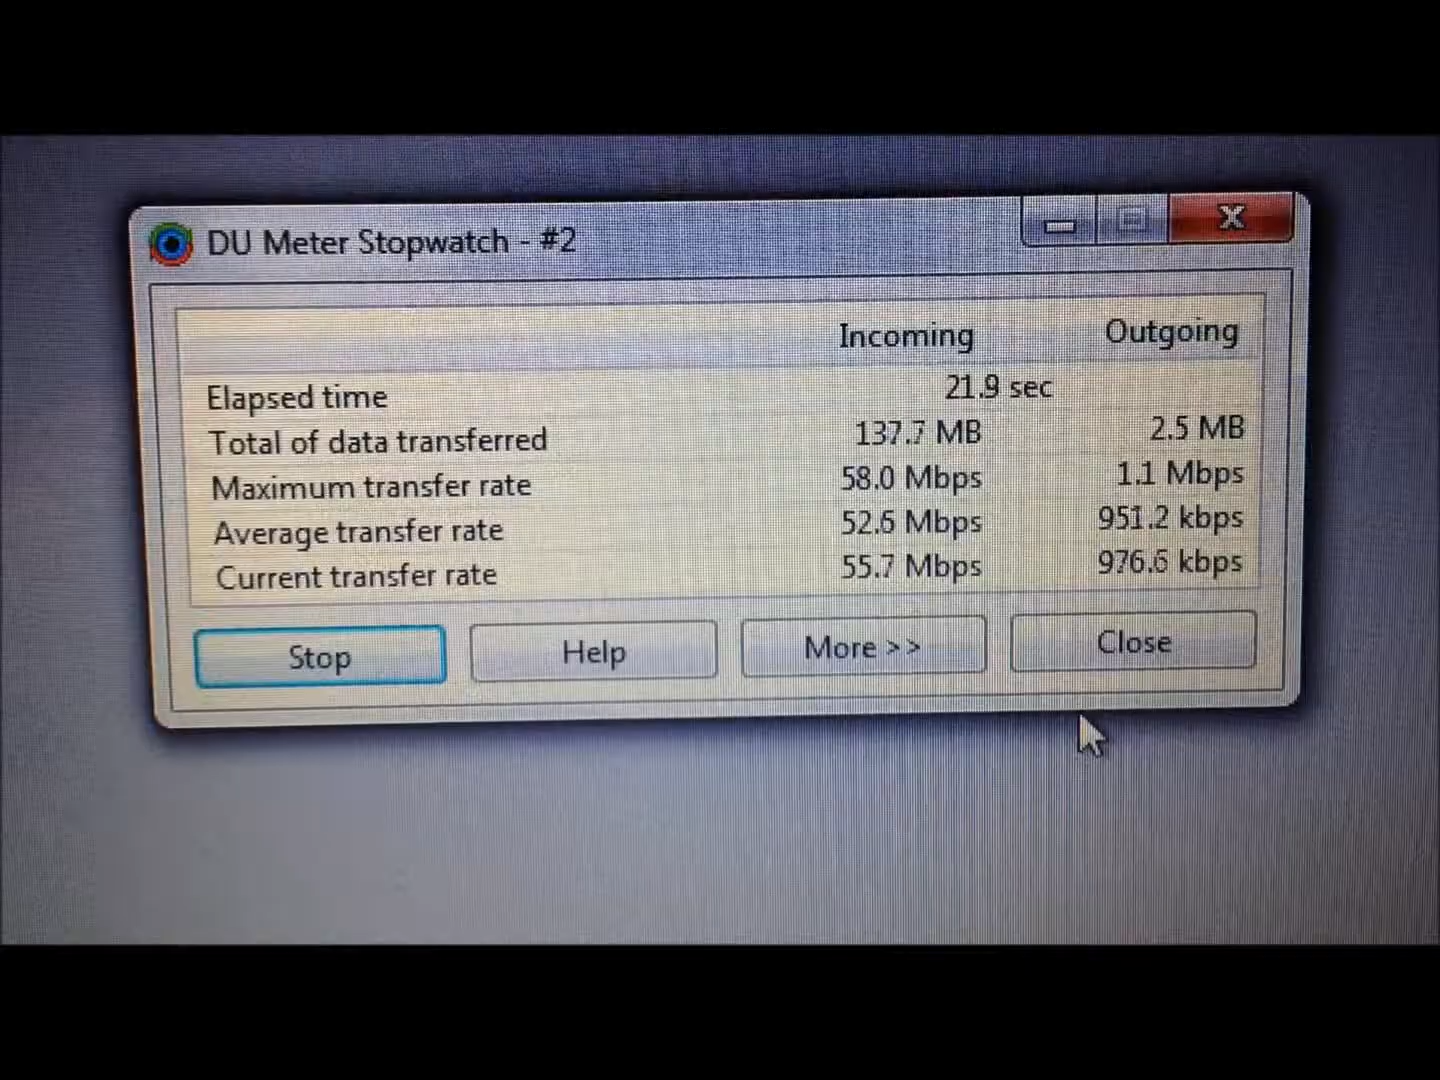 DU Meter Stopwatch - #2
Incoming Outgoing
Elapsed time 21.9 sec
Total of data transferred 137.7 MB 2.5 MB
Maximum transfer rate 58.0 Mbps 1.1 Mbps
Average transfer rate 52.6 Mbps 951.2 kbps
Current transfer rate 55.7 Mbps 976.6 kbps
Stop Help More >> Close